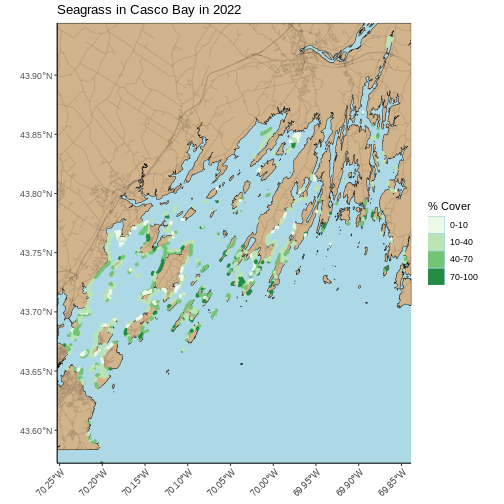 Seagrass in Casco Bay in 2022
43.90°N
43.85°N
43.80°N
43.75°N
43.70°N
43.65°N
43.60°N
70.25°W
70.20°W
70.15°W
70.10°W
70.05°W
70.00°W
69.95°W
69.90°W
69.85°W
% Cover
0-10
10-40
40-70
70-100